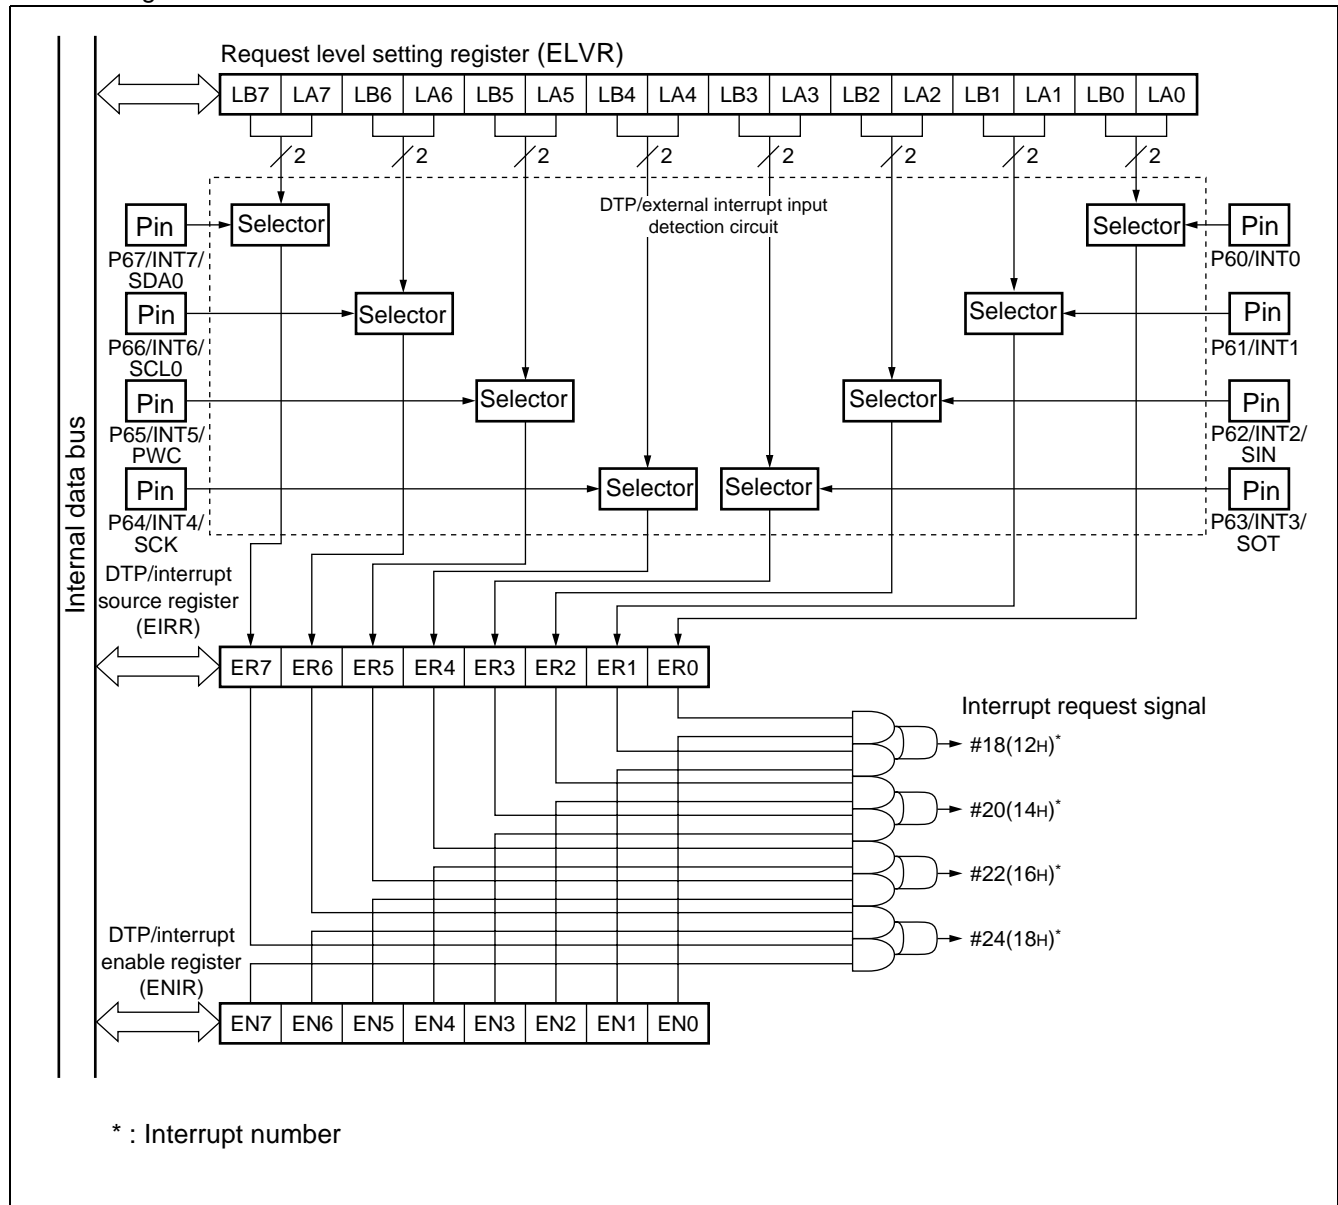 Request level setting register (ELVR)
LB7 LA7 LB6 LA6 LB5 LA5 LB4 LA4 LB3 LA3 LB2 LA2 LB1 LA1 LB0 LA0
2 2 2 2 2 2 2 2
DTP/external interrupt input
detection circuit
Pin Selector Selector Pin
P67/INT7/
SDA0
P60/INT0
Pin Selector Selector Pin
P66/INT6/
SCL0
P61/INT1
Pin Selector Selector Pin
P65/INT5/
PWC
P62/INT2/
SIN
Pin Selector Selector Pin
P64/INT4/
SCK
P63/INT3/
SOT
Internal data bus
DTP/interrupt
source register
(EIRR)
ER7 ER6 ER5 ER4 ER3 ER2 ER1 ER0
Interrupt request signal
#18(12H)*
#20(14H)*
#22(16H)*
#24(18H)*
DTP/interrupt
enable register
(ENIR)
EN7 EN6 EN5 EN4 EN3 EN2 EN1 EN0
* : Interrupt number